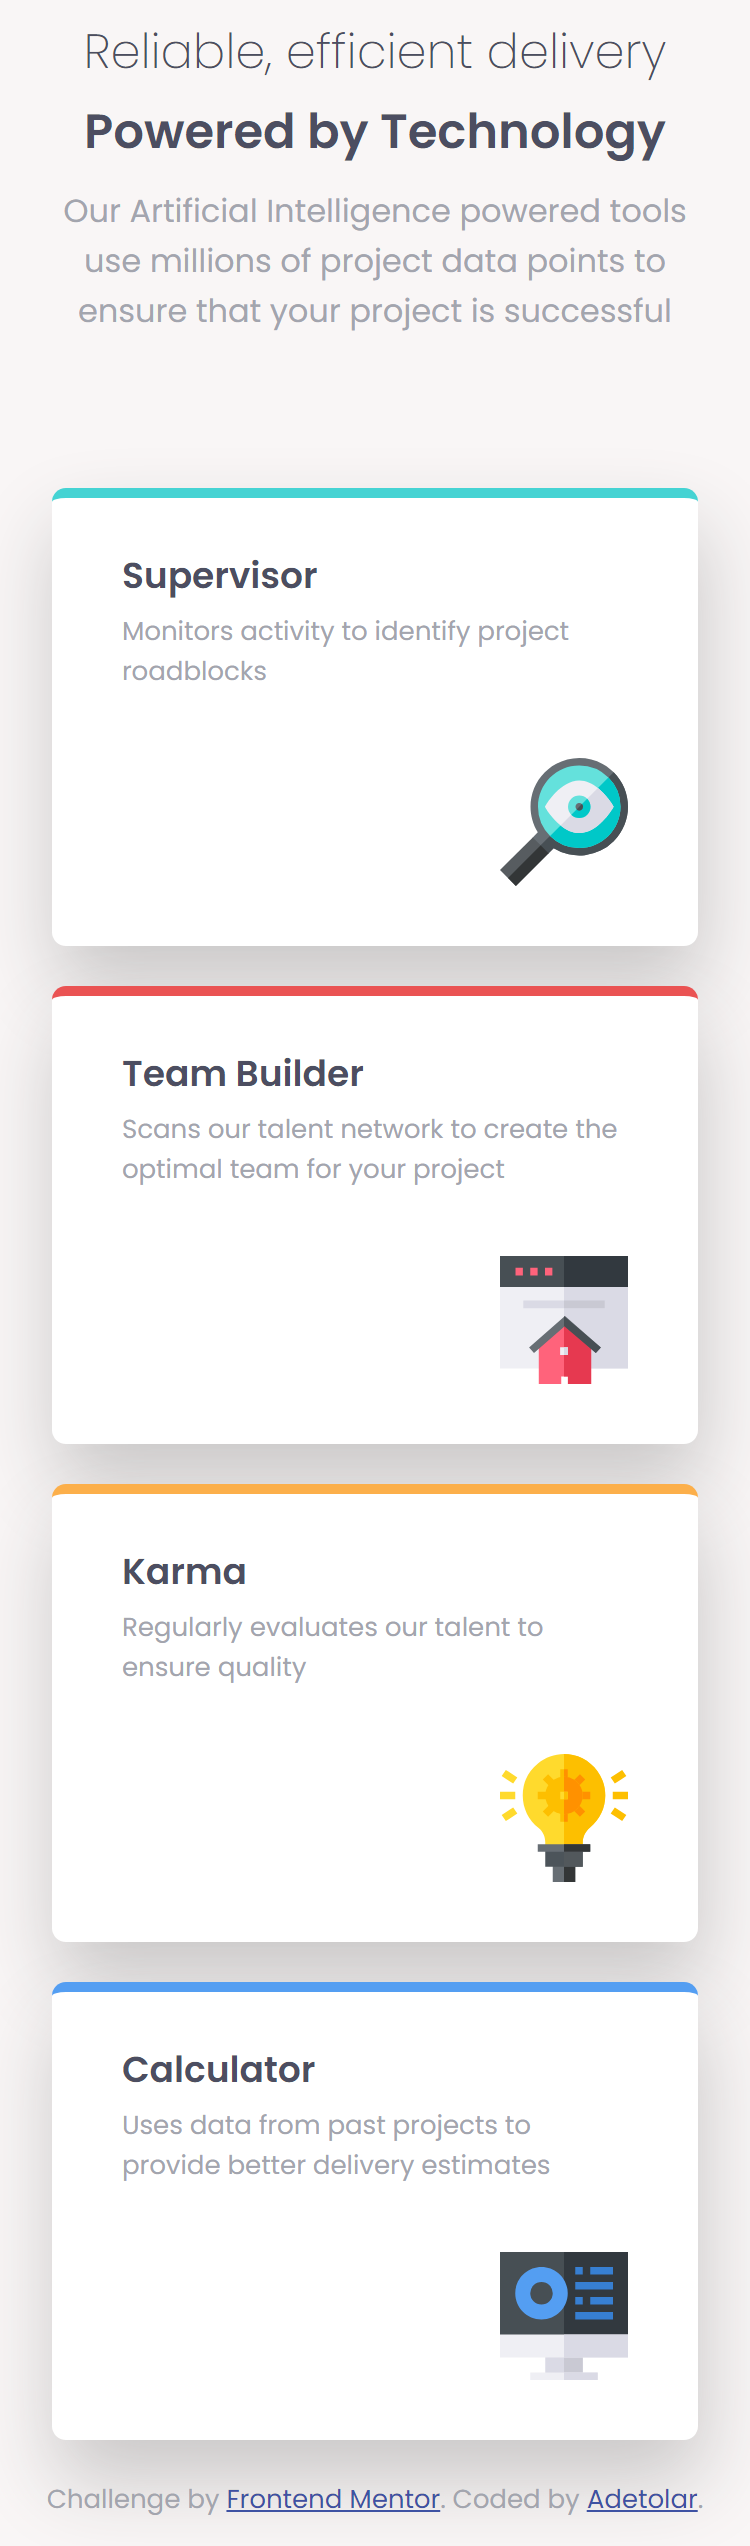 Reliable, efficient delivery
Powered by Technology
Our Artificial Intelligence powered tools
use millions of project data points to
ensure that your project is successful
Supervisor
Monitors activity to identify project
roadblocks
Team Builder
Scans our talent network to create the
optimal team for your project
Karma
Regularly evaluates our talent to
ensure quality
Calculator
Uses data from past projects to
provide better delivery estimates
Challenge by Frontend Mentor. Coded by Adetolar.